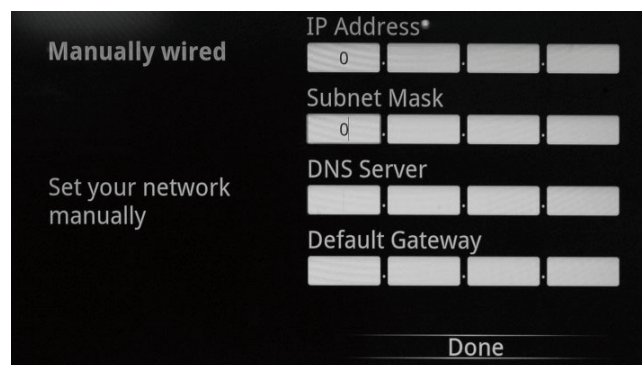 IP Address
Manually wired
0 . . .
Subnet Mask
0 . . .
DNS Server
. . .
Set your network
manually
Default Gateway
. . .
Done